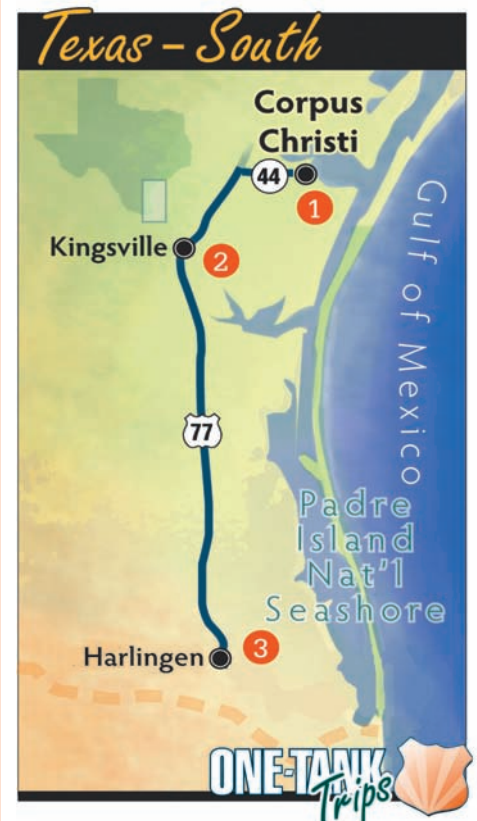 Texas – South
Corpus
Christi
44
1
Kingsville
2
Gulf of Mexico
77
Padre
Island
Nat'l
Seashore
Harlingen
3
ONE-TANK
Trips